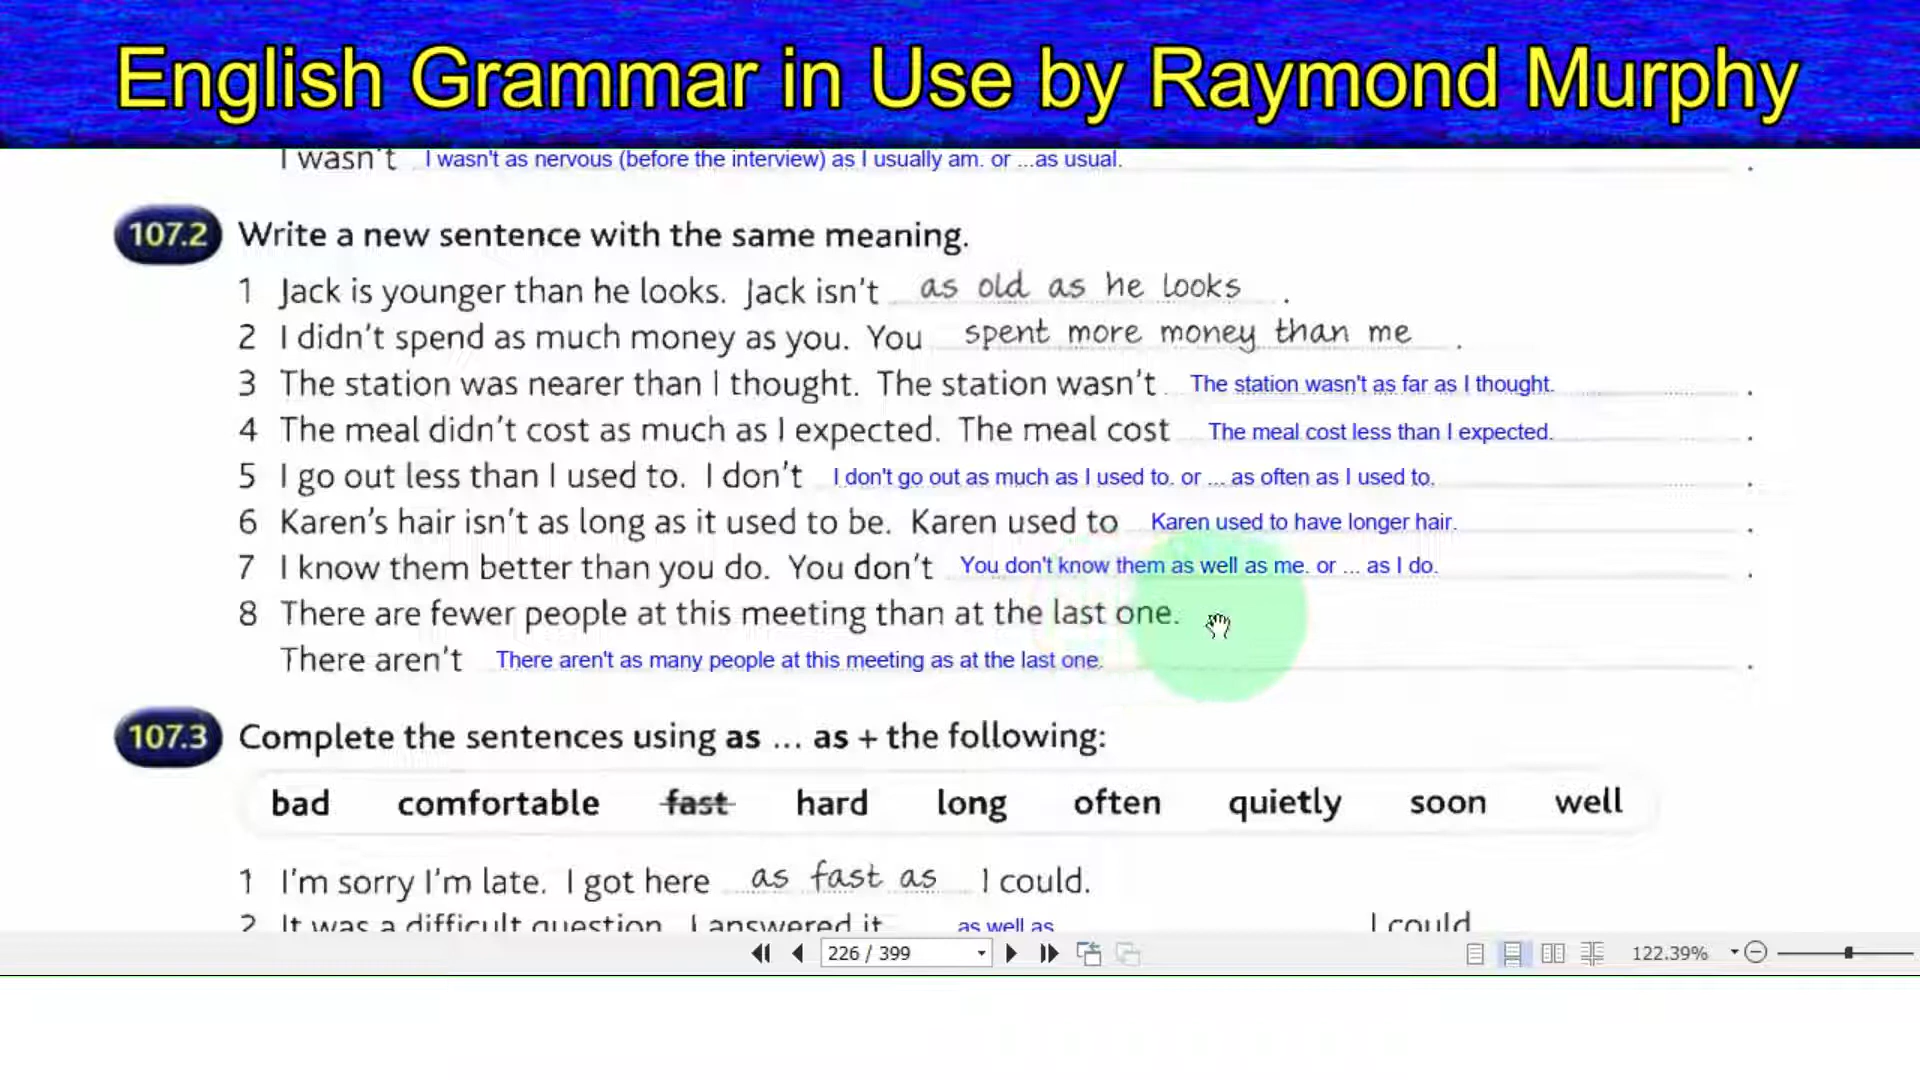 English Grammar in Use by Raymond Murphy
I wasn't I wasn't as nervous (before the interview) as I usually am. or ...as usual. .
107.2 Write a new sentence with the same meaning.
1 Jack is younger than he looks. Jack isn't as old as he looks .
2 I didn't spend as much money as you. You spent more money than me .
3 The station was nearer than I thought. The station wasn't The station wasn't as far as I thought. .
4 The meal didn't cost as much as I expected. The meal cost The meal cost less than I expected. .
5 I go out less than I used to. I don't I don't go out as much as I used to. or ... as often as I used to. .
6 Karen's hair isn't as long as it used to be. Karen used to Karen used to have longer hair. .
7 I know them better than you do. You don't You don't know them as well as me. or ... as I do. .
8 There are fewer people at this meeting than at the last one.
There aren't There aren't as many people at this meeting as at the last one. .
107.3 Complete the sentences using as ... as + the following:
bad comfortable fast hard long often quietly soon well
1 I'm sorry I'm late. I got here as fast as I could.
2 It was a difficult question. I answered it as well as I could
226 / 399 122.39%